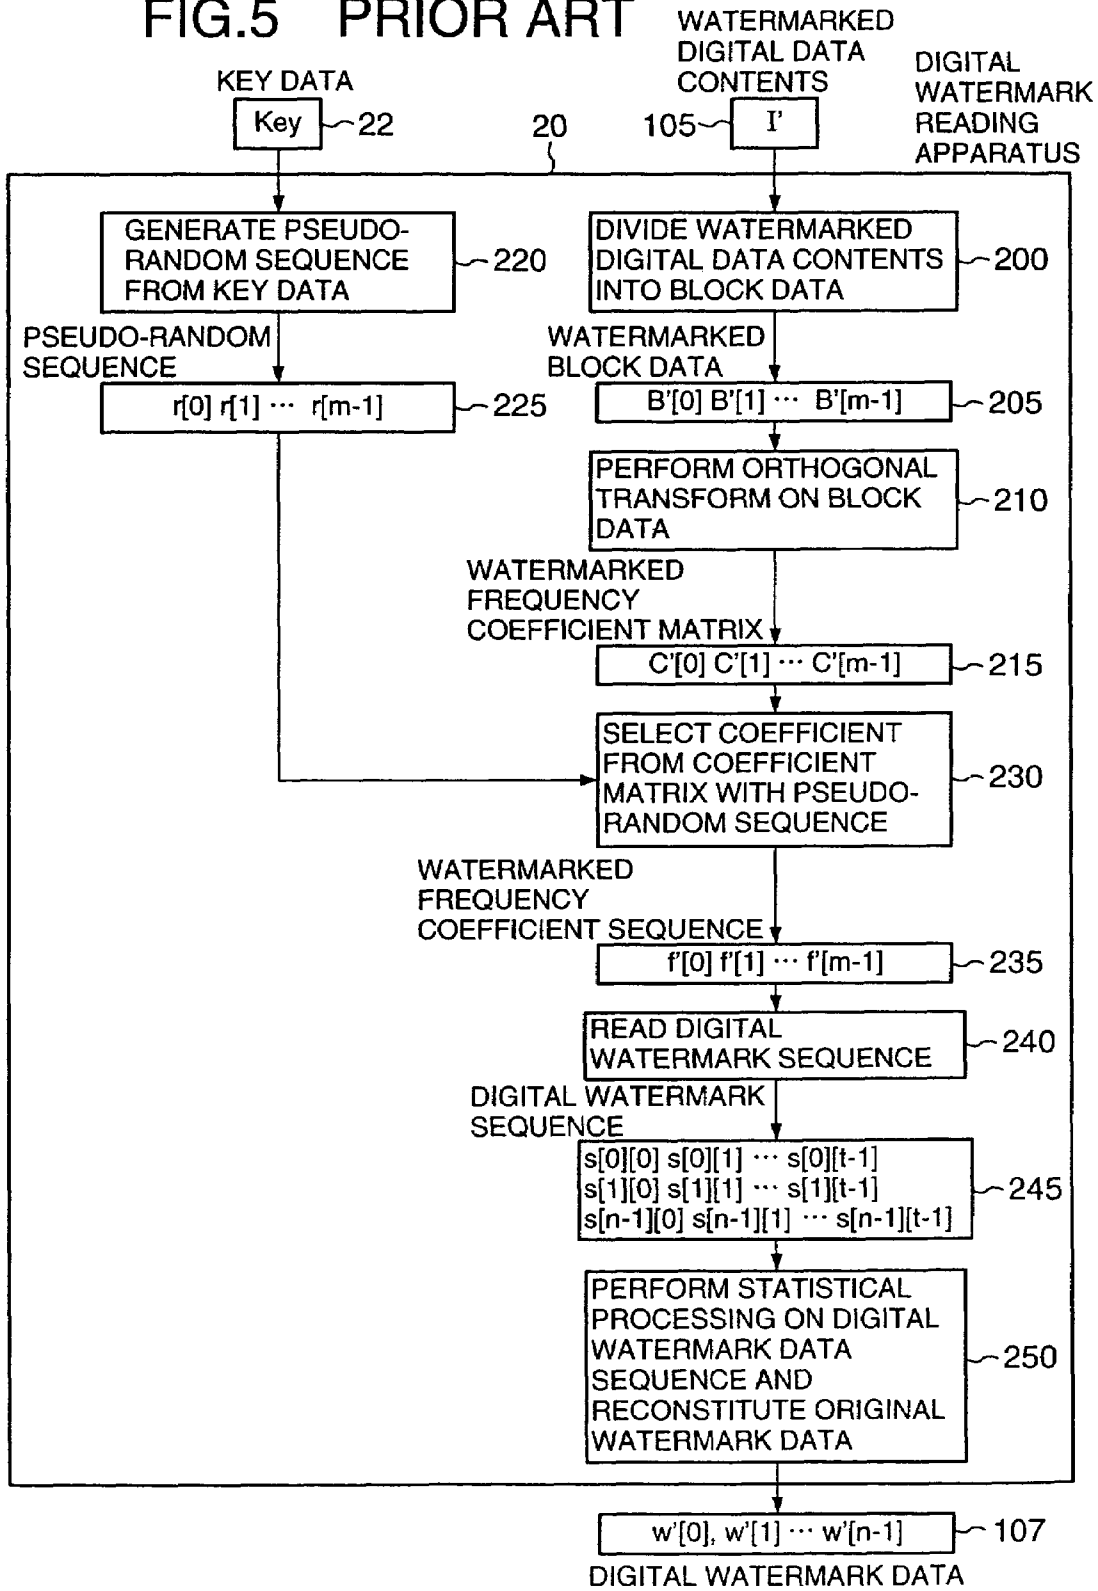 FIG.5 PRIOR ART
WATERMARKED
DIGITAL DATA
CONTENTS
KEY DATA
DIGITAL
WATERMARK
READING
APPARATUS
Key
22
20
105
I'
GENERATE PSEUDO-
RANDOM SEQUENCE
FROM KEY DATA
220
DIVIDE WATERMARKED
DIGITAL DATA CONTENTS
INTO BLOCK DATA
200
PSEUDO-RANDOM
SEQUENCE
WATERMARKED
BLOCK DATA
r[0] r[1] ··· r[m-1]
225
B'[0] B'[1] ··· B'[m-1]
205
PERFORM ORTHOGONAL
TRANSFORM ON BLOCK
DATA
210
WATERMARKED
FREQUENCY
COEFFICIENT MATRIX
C'[0] C'[1] ··· C'[m-1]
215
SELECT COEFFICIENT
FROM COEFFICIENT
MATRIX WITH PSEUDO-
RANDOM SEQUENCE
230
WATERMARKED
FREQUENCY
COEFFICIENT SEQUENCE
f'[0] f'[1] ··· f'[m-1]
235
READ DIGITAL
WATERMARK SEQUENCE
240
DIGITAL WATERMARK
SEQUENCE
s[0][0] s[0][1] ··· s[0][t-1]
s[1][0] s[1][1] ··· s[1][t-1]
s[n-1][0] s[n-1][1] ··· s[n-1][t-1]
245
PERFORM STATISTICAL
PROCESSING ON DIGITAL
WATERMARK DATA
SEQUENCE AND
RECONSTITUTE ORIGINAL
WATERMARK DATA
250
w'[0], w'[1] ··· w'[n-1]
107
DIGITAL WATERMARK DATA